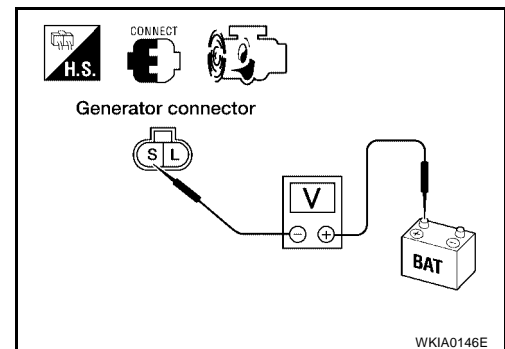 CONNECT
H.S.
Generator connector
S L
V
− +
+ −
BAT
WKIA0146E